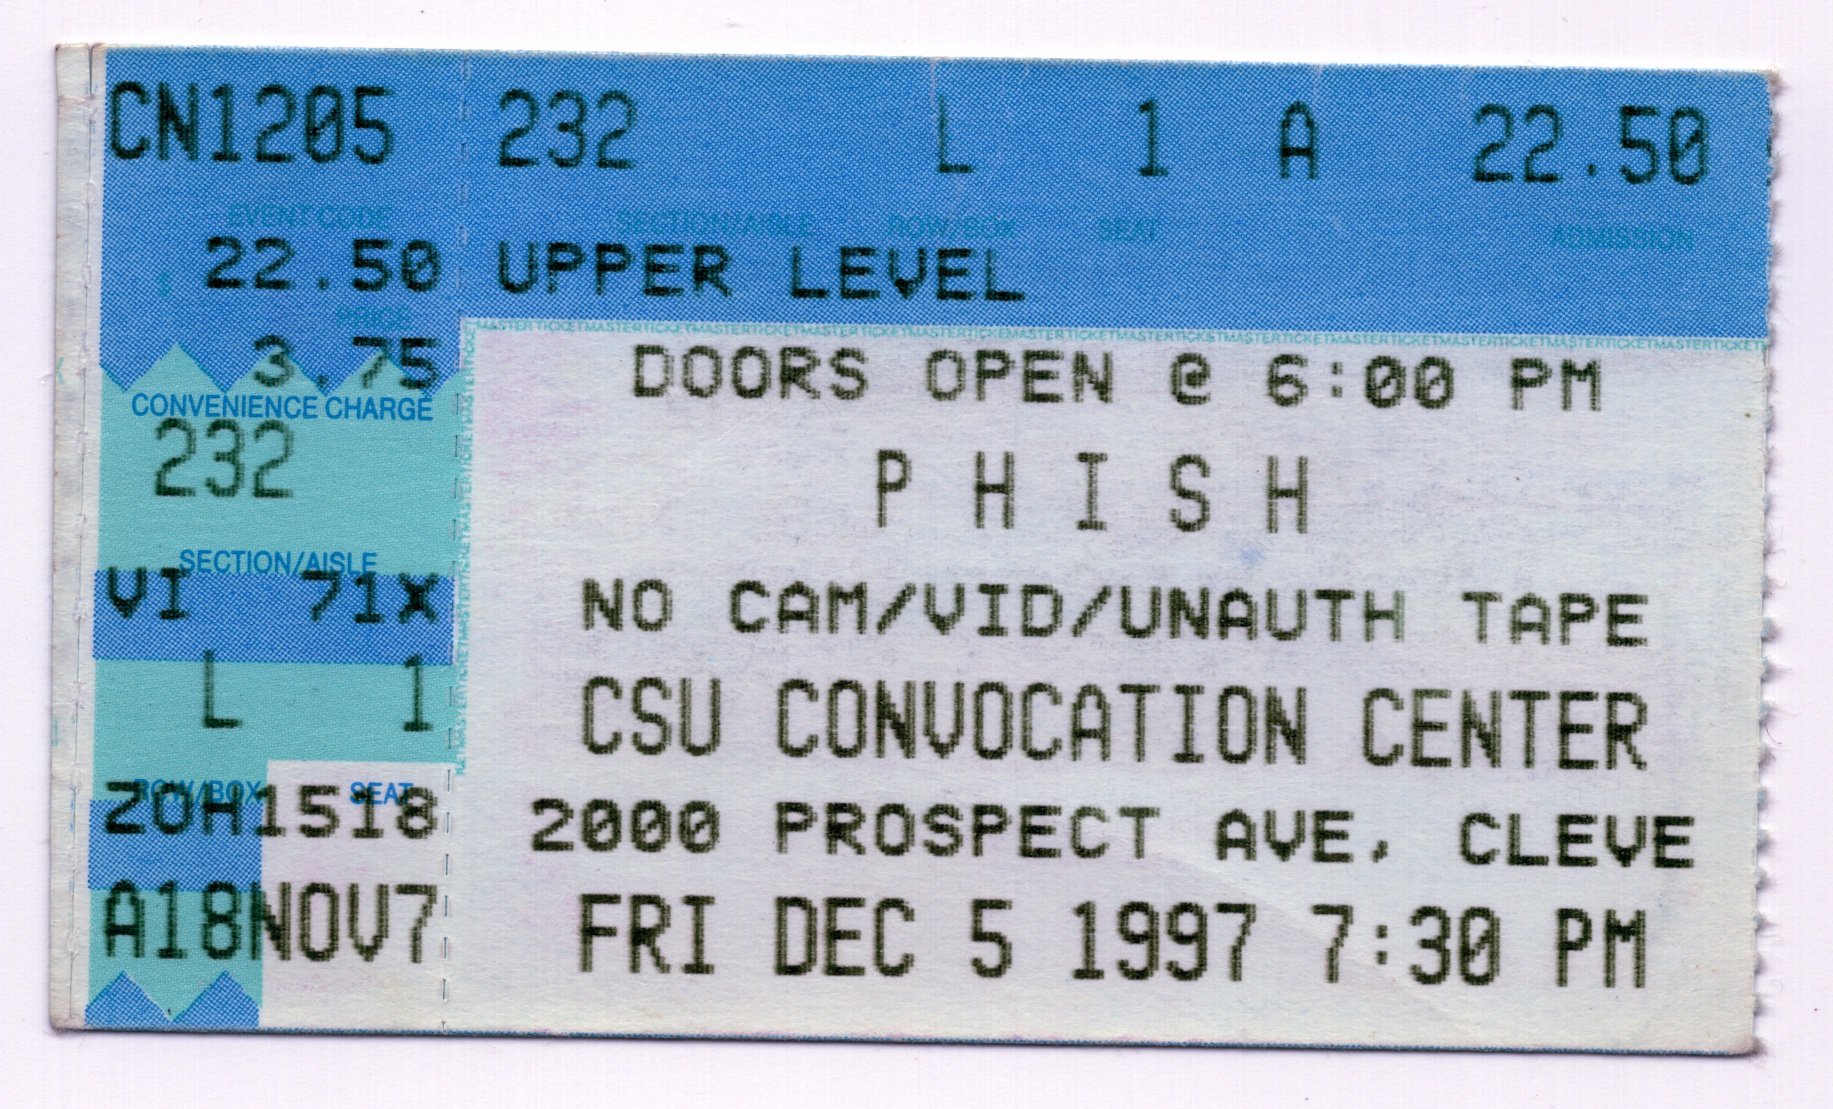 CN1205 232 L 1 A 22.50
EVENT CODE SECTION/AISLE ROW/BOX SEAT ADMISSION
22.50 UPPER LEVEL
PRICE
MASTERTICKETMASTERTICKETMASTERTICKETMASTERTICKETMASTERTICKETMASTERTICKETMASTERTICKETMASTERTICKETMASTERTICKET
3.75 DOORS OPEN @ 6:00 PM
CONVENIENCE CHARGE
232 P H I S H
SECTION/AISLE
VI 71X NO CAM/VID/UNAUTH TAPE
L 1 CSU CONVOCATION CENTER
ROW/BOX SEAT
ZOH1518 2000 PROSPECT AVE. CLEVE
A18NOV7 FRI DEC 5 1997 7:30 PM